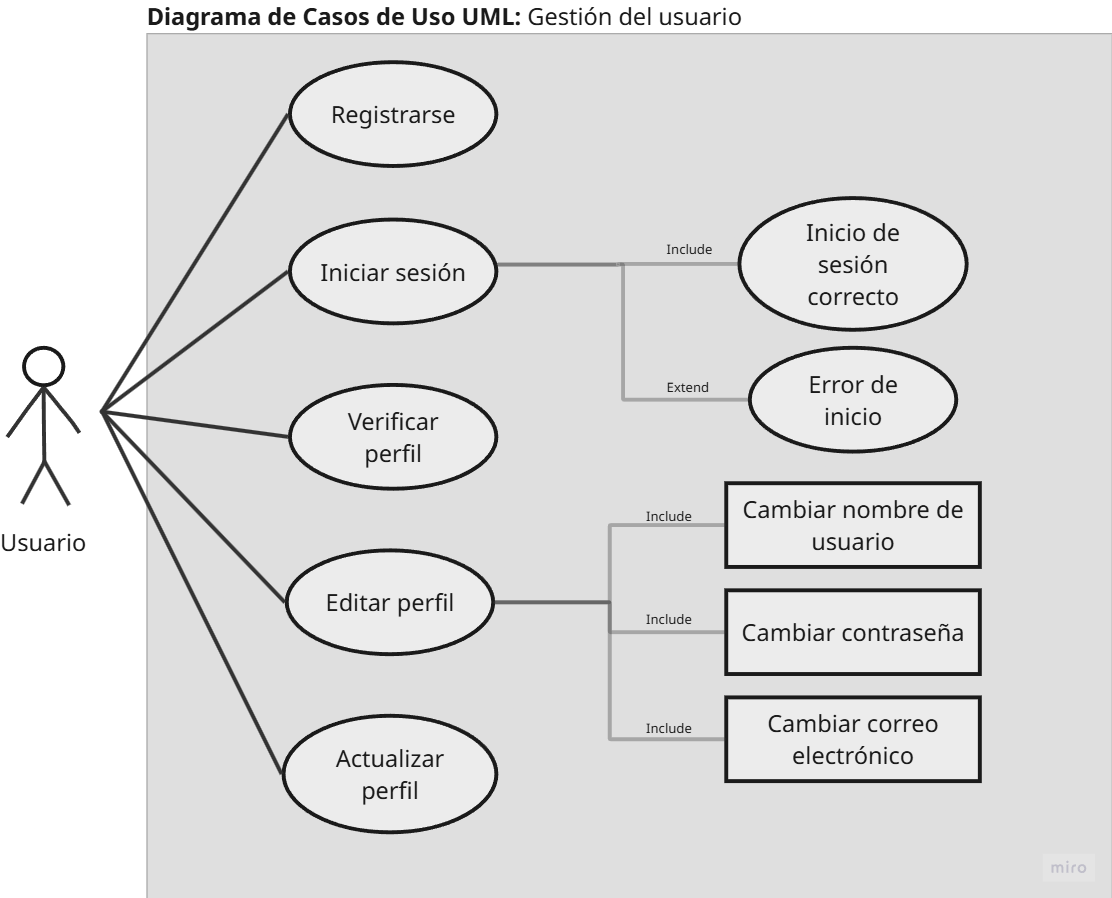 Diagrama de Casos de Uso UML: Gestión del usuario
Registrarse
Iniciar sesión
Include
Inicio de
sesión
correcto
Extend
Error de
inicio
Verificar
perfil
Usuario
Editar perfil
Include
Cambiar nombre de
usuario
Include
Cambiar contraseña
Include
Cambiar correo
electrónico
Actualizar
perfil
miro